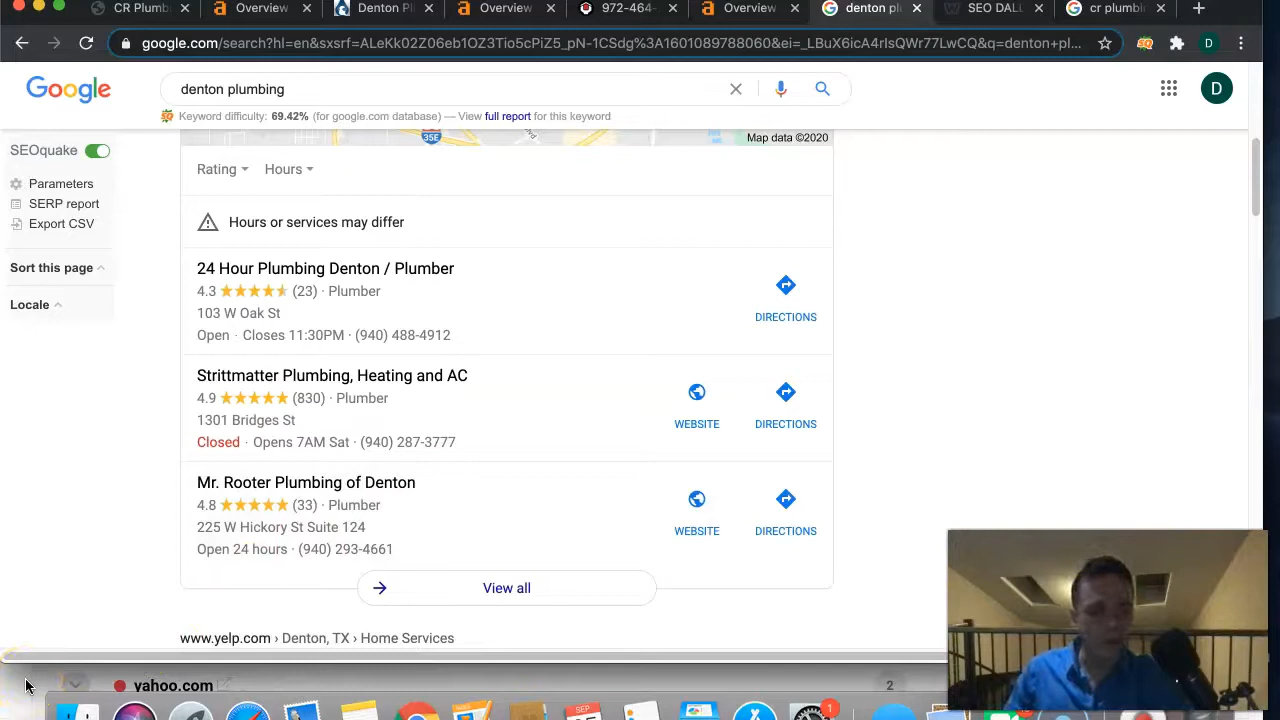 CR Plumb
Overview
Denton Pl
Overview
972-464-
Overview
denton plu
SEO DALL
cr plumbin
google.com/search?hl=en&sxsrf=ALeKk02Z06eb1OZ3Tio5cPiZ5_pN-1CSdg%3A1601089788060&ei=_LBuX6icA4rIsQWr77LwCQ&q=denton+pl...
D
Google
denton plumbing
D
Keyword difficulty: 69.42% (for google.com database) — View full report for this keyword
SEOquake
Parameters
SERP report
Export CSV
Sort this page
Locale
35E
Map data ©2020
Rating
Hours
Hours or services may differ
24 Hour Plumbing Denton / Plumber
4.3 (23) · Plumber
103 W Oak St
Open · Closes 11:30PM · (940) 488-4912
DIRECTIONS
Strittmatter Plumbing, Heating and AC
4.9 (830) · Plumber
1301 Bridges St
Closed · Opens 7AM Sat · (940) 287-3777
WEBSITE
DIRECTIONS
Mr. Rooter Plumbing of Denton
4.8 (33) · Plumber
225 W Hickory St Suite 124
Open 24 hours · (940) 293-4661
WEBSITE
DIRECTIONS
View all
www.yelp.com › Denton, TX › Home Services
yahoo.com
2
SEP
1